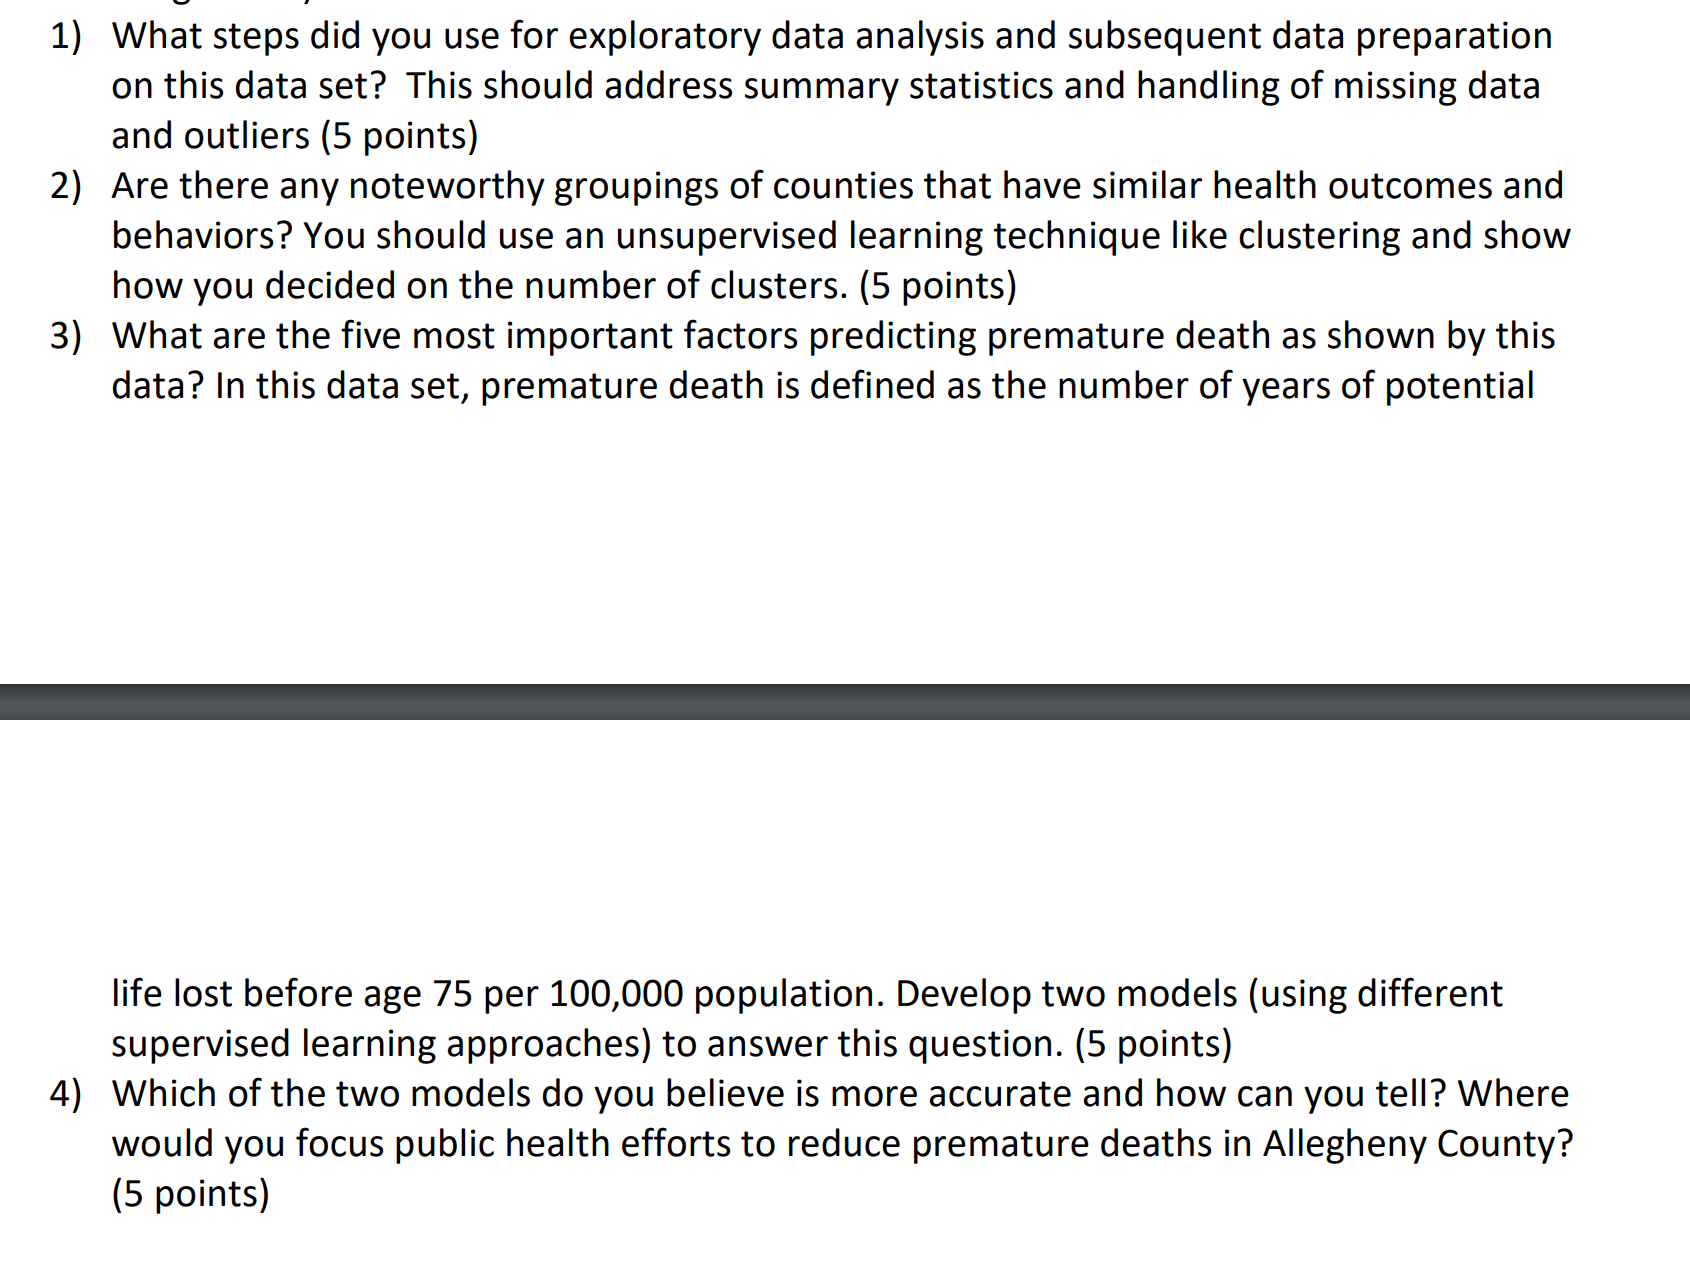 1) What steps did you use for exploratory data analysis and subsequent data preparation
on this data set?  This should address summary statistics and handling of missing data
and outliers (5 points)
2) Are there any noteworthy groupings of counties that have similar health outcomes and
behaviors? You should use an unsupervised learning technique like clustering and show
how you decided on the number of clusters. (5 points)
3) What are the five most important factors predicting premature death as shown by this
data? In this data set, premature death is defined as the number of years of potential
life lost before age 75 per 100,000 population. Develop two models (using different
supervised learning approaches) to answer this question. (5 points)
4) Which of the two models do you believe is more accurate and how can you tell? Where
would you focus public health efforts to reduce premature deaths in Allegheny County?
(5 points)